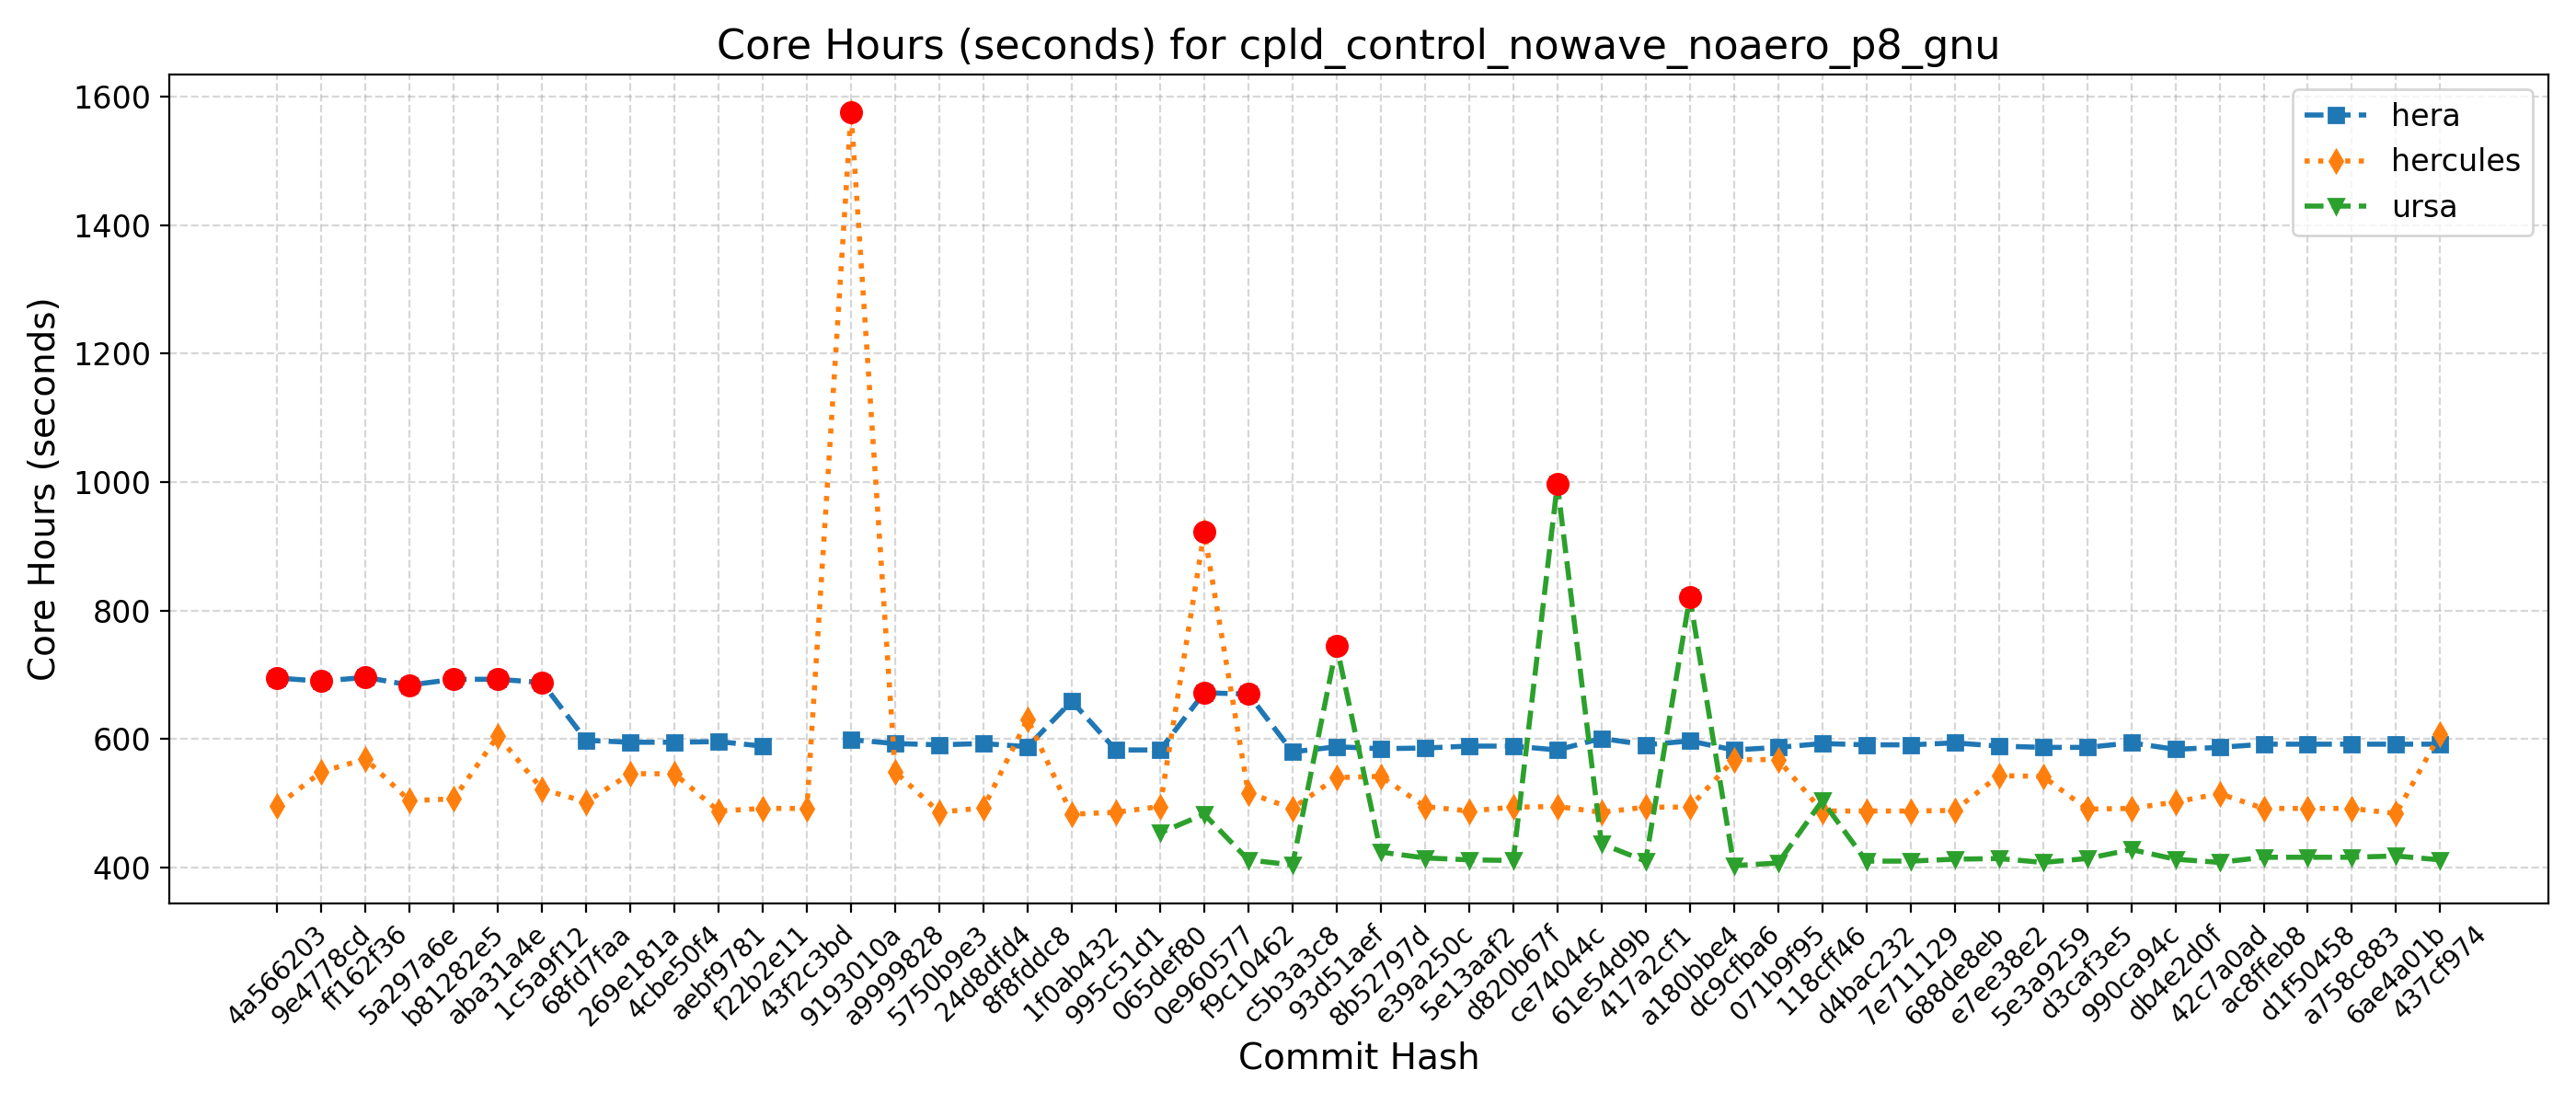 Core Hours (seconds) for cpld_control_nowave_noaero_p8_gnu
Core Hours (seconds)
1600
1400
1200
1000
800
600
400
hera
hercules
ursa
4a566203
9e4778cd
ff162f36
5a297a6e
b81282e5
aba31a4e
1c5a9f12
68fd7faa
269e181a
4cbe50f4
aebf9781
f22b2e11
43f2c3bd
9193010a
a9999828
5750b9e3
24d8dfd4
8f8fddc8
1f0ab432
995c51d1
065def80
0e960577
f9c10462
c5b3a3c8
93d51aef
8b52797d
e39a250c
5e13aaf2
d820b67f
ce74044c
61e54d9b
417a2cf1
a180bbe4
dc9cfba6
071b9f95
118cff46
d4bac232
7e711129
688de8eb
e7ee38e2
5e3a9259
d3caf3e5
990ca94c
db4e2d0f
42c7a0ad
ac8ffeb8
d1f50458
a758c883
6ae4a01b
437cf974
Commit Hash